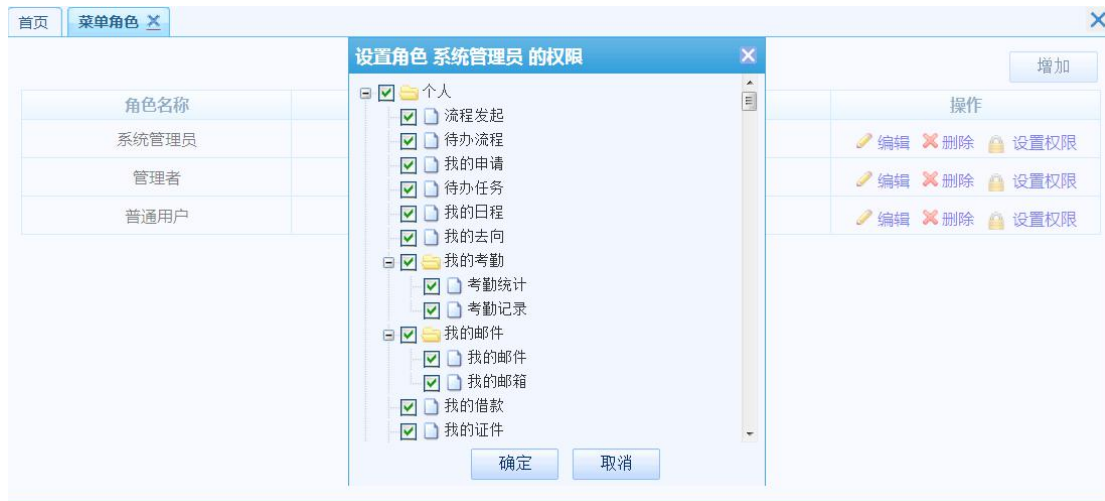 首页 菜单角色
设置角色 系统管理员 的权限
增加
角色名称 操作
系统管理员 编辑 删除 设置权限
管理者 编辑 删除 设置权限
普通用户 编辑 删除 设置权限
个人
流程发起
待办流程
我的申请
待办任务
我的日程
我的去向
我的考勤
考勤统计
考勤记录
我的邮件
我的邮件
我的邮箱
我的借款
我的证件
确定 取消